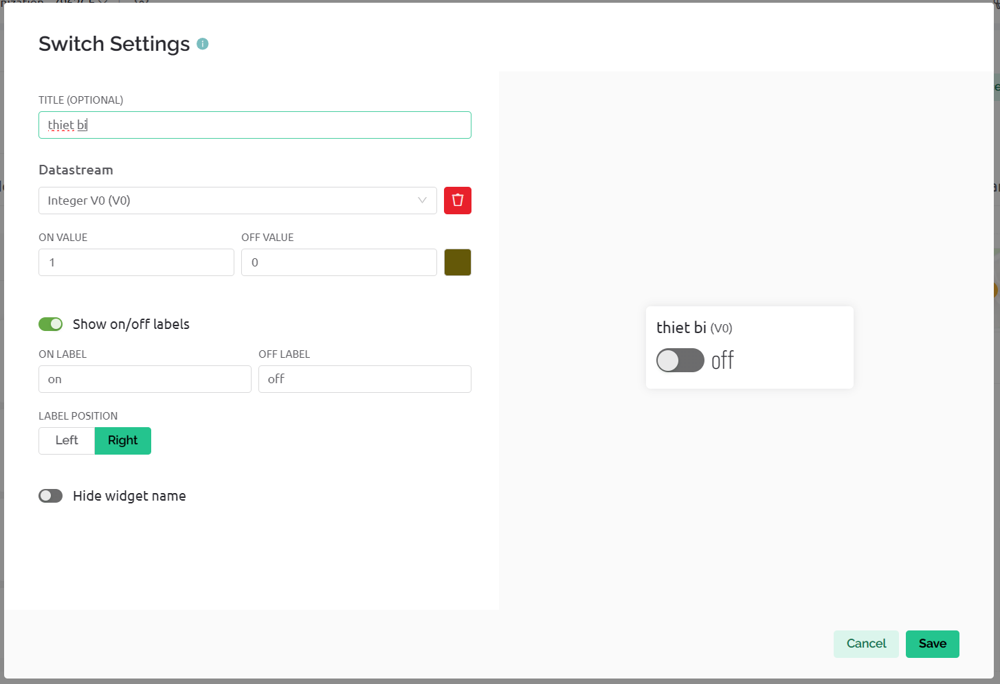 Switch Settings
TITLE (OPTIONAL)
thiet bi
Datastream
Integer V0 (V0)
ON VALUE OFF VALUE
1 0
Show on/off labels
ON LABEL OFF LABEL
on off
LABEL POSITION
Left Right
Hide widget name
thiet bi (V0)
off
Cancel Save